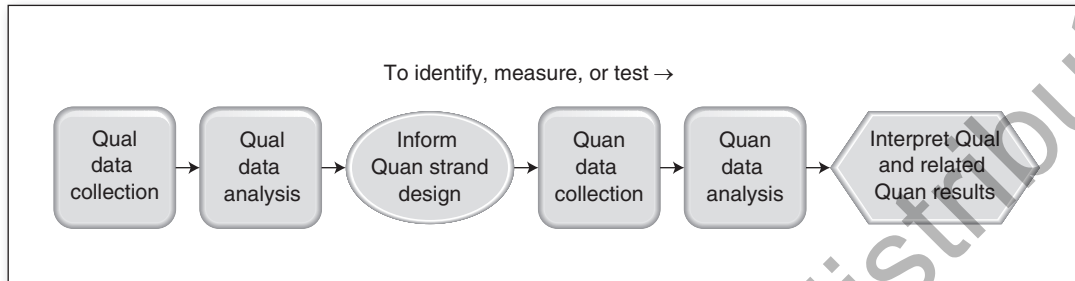 To identify, measure, or test →
Qual
data
collection
Qual
data
analysis
Inform
Quan strand
design
Quan
data
collection
Quan
data
analysis
Interpret Qual
and related
Quan results